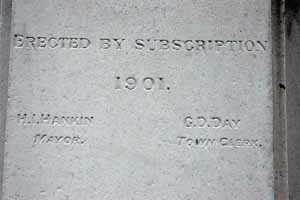 ERECTED BY SUBSCRIPTION
1901.
H.I.HANKIN G.D.DAY
MAYOR. TOWN CLERK.